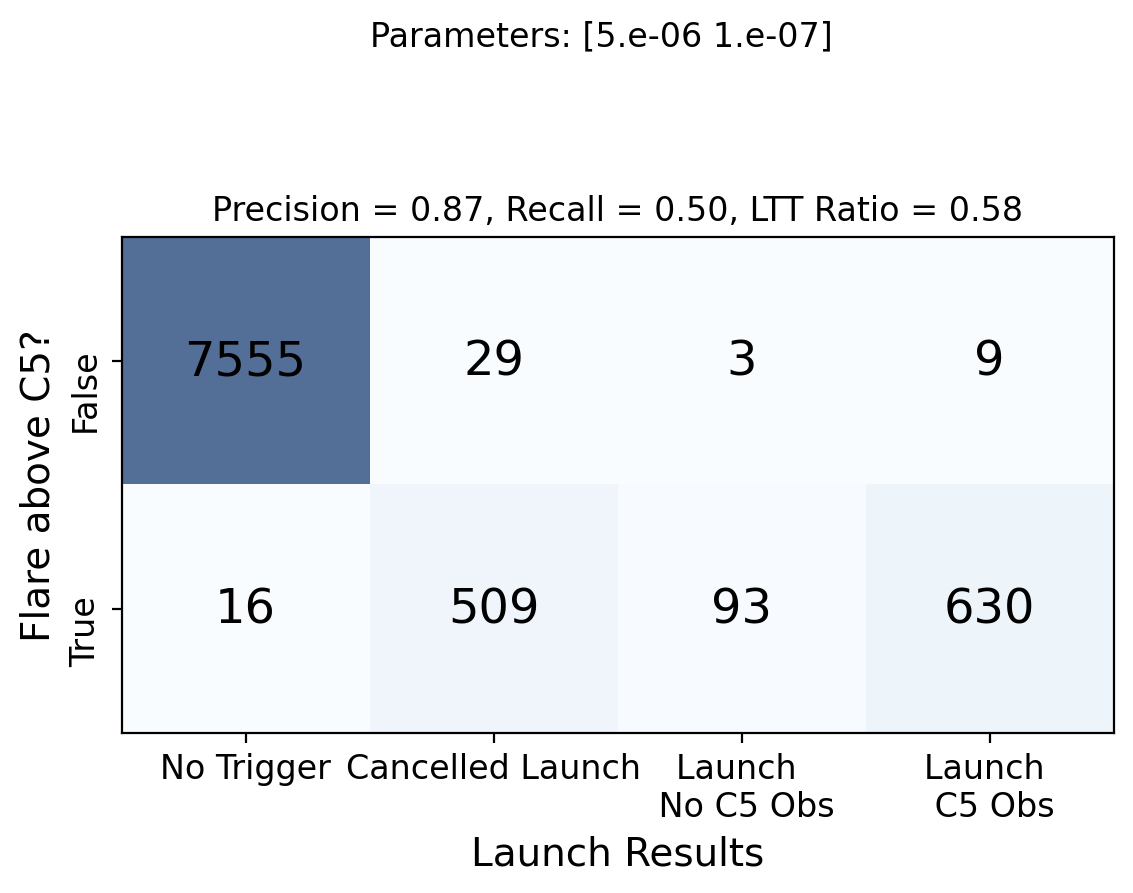 Parameters: [5.e-06 1.e-07]
Precision = 0.87, Recall = 0.50, LTT Ratio = 0.58
Flare above C5?
False
7555 29 3 9
True
16 509 93 630
No Trigger Cancelled Launch Launch Launch
No C5 Obs C5 Obs
Launch Results